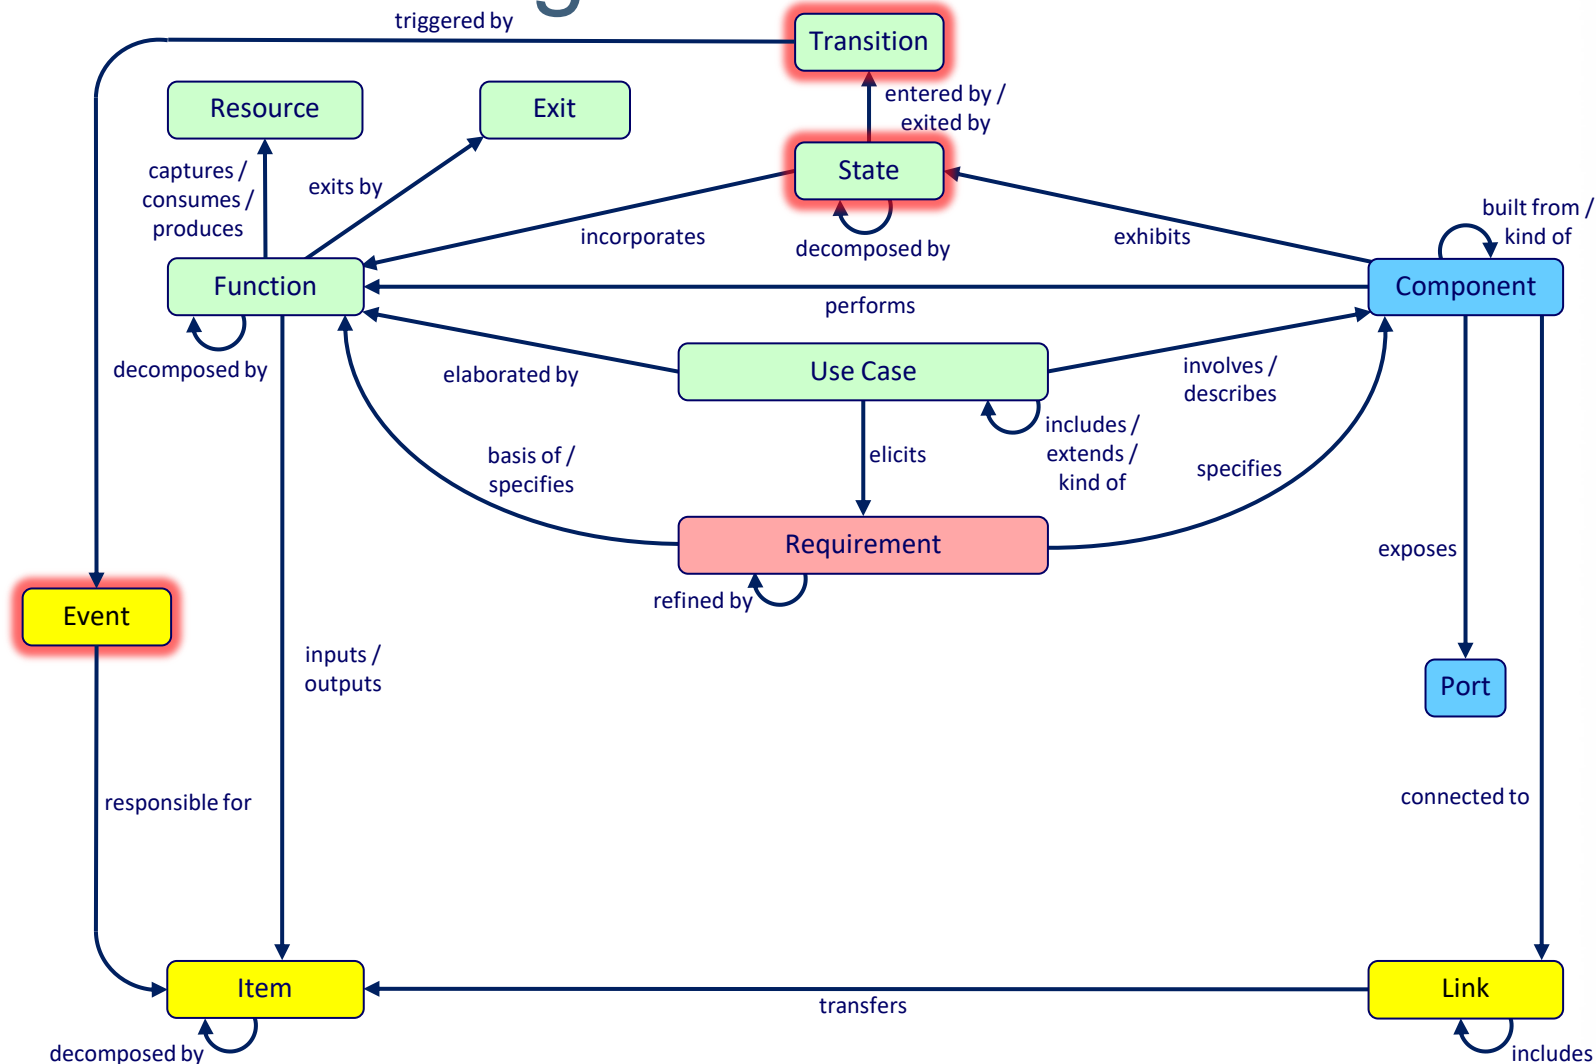 g
triggered by
Transition
Resource
Exit
entered by /
exited by
captures /
consumes /
produces
exits by
State
built from /
kind of
incorporates
decomposed by
exhibits
Function
Component
performs
decomposed by
elaborated by
Use Case
involves /
describes
includes /
extends /
kind of
basis of /
specifies
elicits
specifies
Requirement
exposes
refined by
Event
inputs /
outputs
Port
responsible for
connected to
Item
Link
transfers
decomposed by
includes